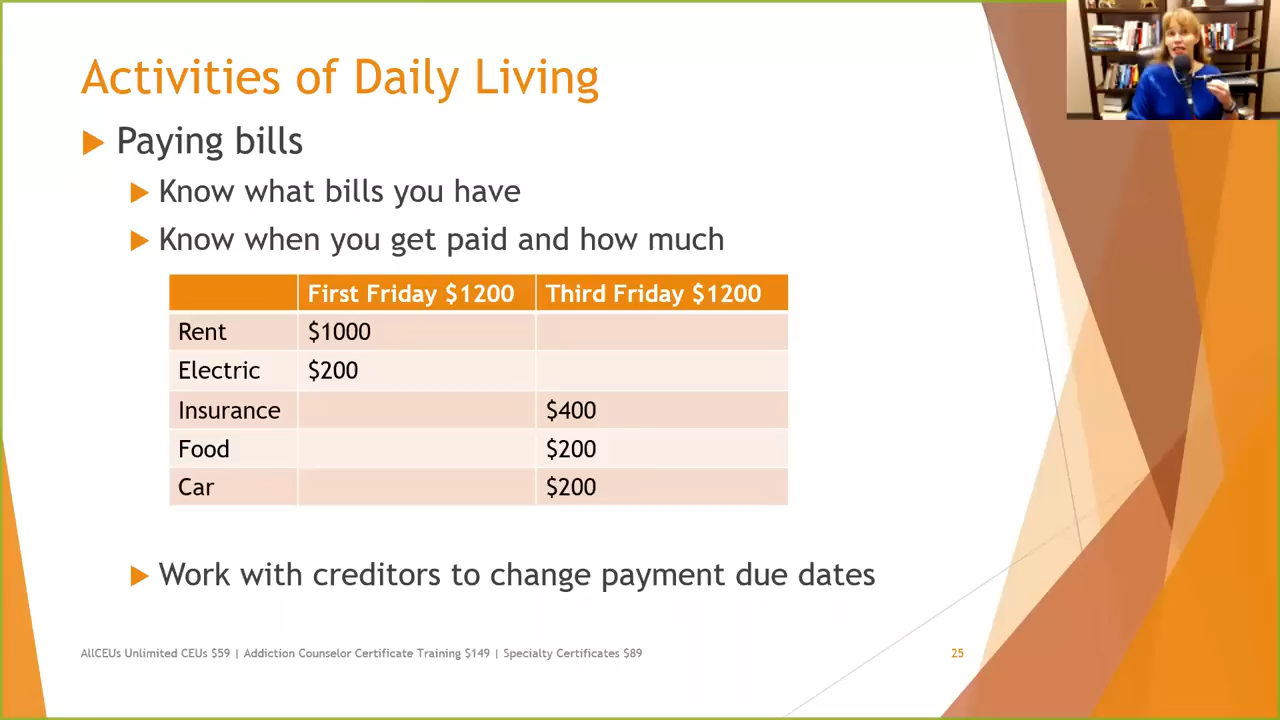 Activities of Daily Living
Paying bills
Know what bills you have
Know when you get paid and how much
First Friday $1200 Third Friday $1200
Rent $1000
Electric $200
Insurance $400
Food $200
Car $200
Work with creditors to change payment due dates
AllCEUs Unlimited CEUs $59 | Addiction Counselor Certificate Training $149 | Specialty Certificates $89
25